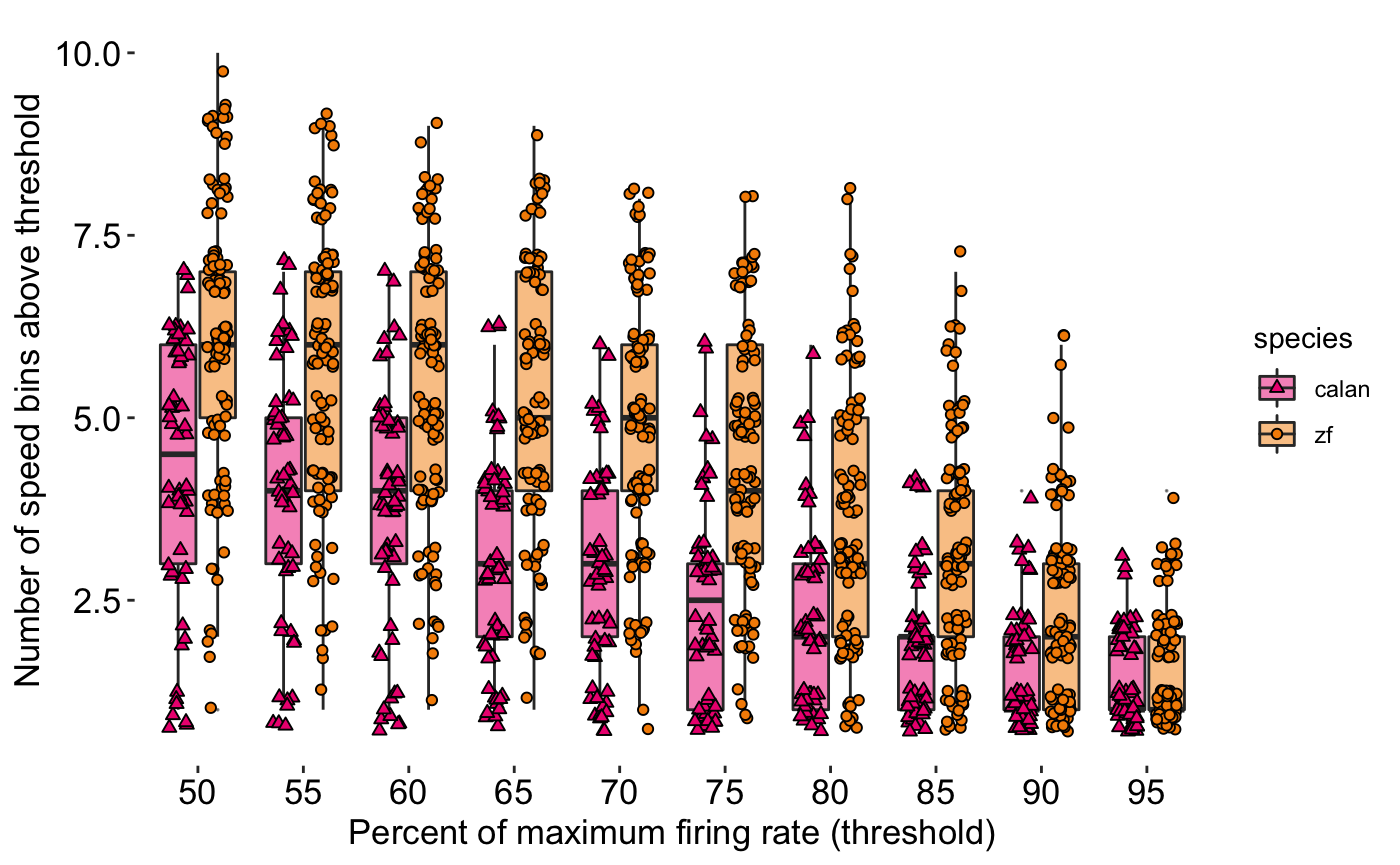 Number of speed bins above threshold
10.0
7.5
5.0
2.5
50 55 60 65 70 75 80 85 90 95
Percent of maximum firing rate (threshold)
species
calan
zf